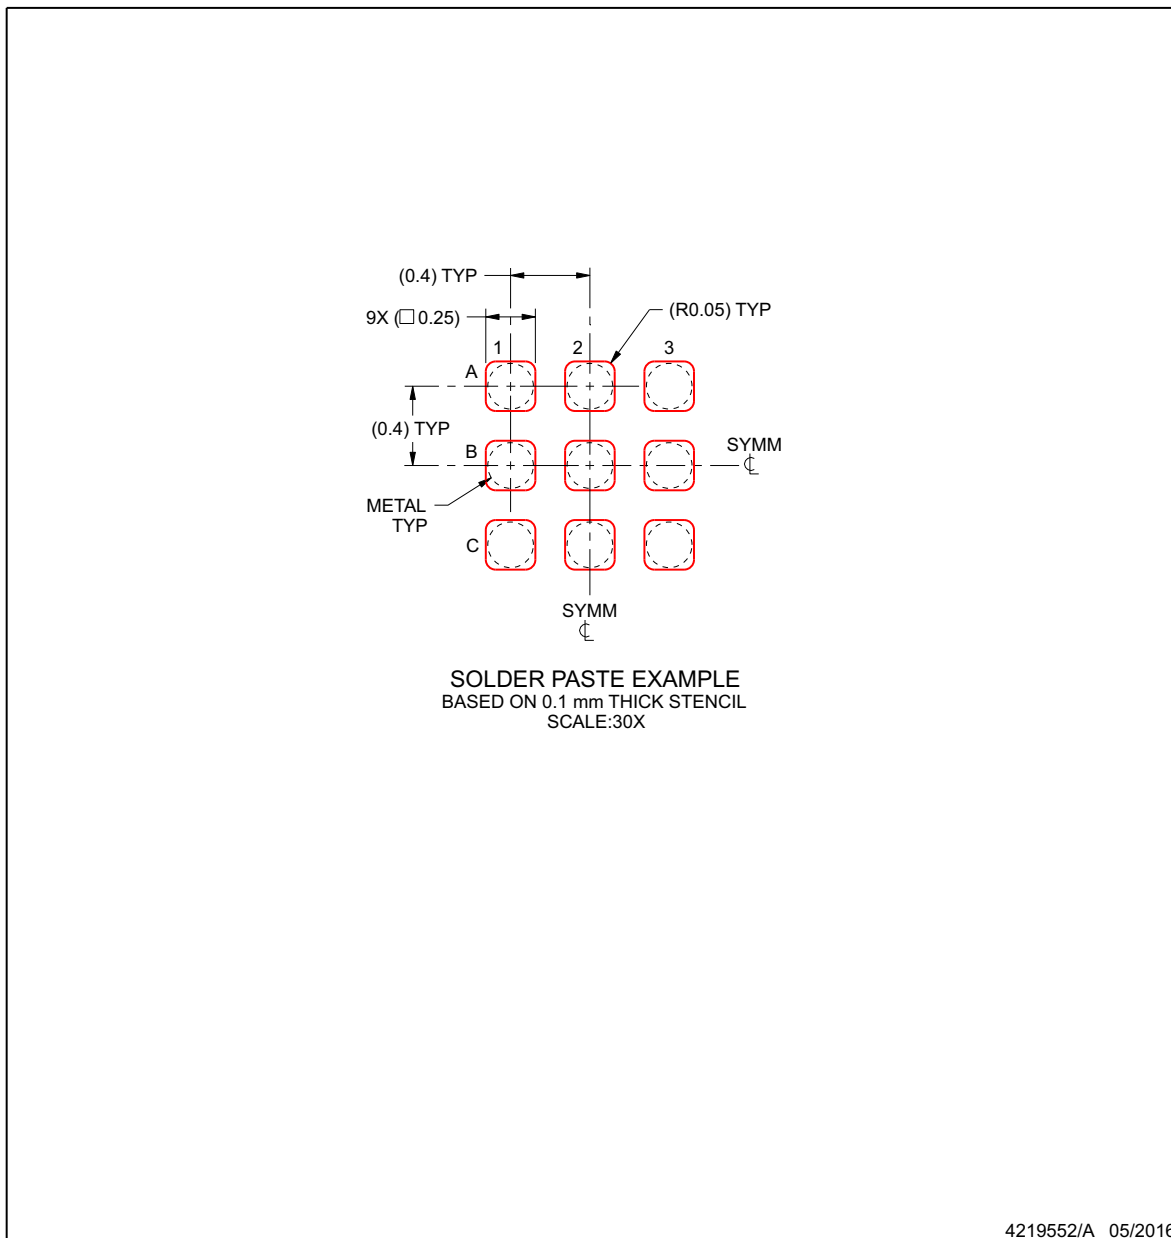 (0.4) TYP
9X (□ 0.25)
(R0.05) TYP
1 2 3
A
(0.4) TYP
B
SYMM
℄
METAL
TYP
C
SYMM
℄
SOLDER PASTE EXAMPLE
BASED ON 0.1 mm THICK STENCIL
SCALE:30X
4219552/A 05/2016